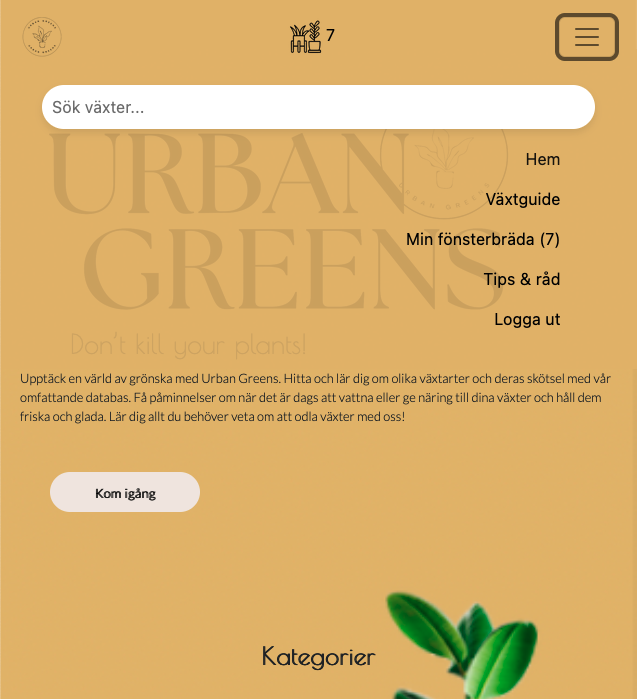 7
Sök växter...
URBAN
GREENS
Hem
Växtguide
Min fönsterbräda (7)
Tips & råd
Logga ut
Don't kill your plants!
Upptäck en värld av grönska med Urban Greens. Hitta och lär dig om olika växtarter och deras skötsel med vår
omfattande databas. Få påminnelser om när det är dags att vattna eller ge näring till dina växter och håll dem
friska och glada. Lär dig allt du behöver veta om att odla växter med oss!
Kom igång
Kategorier